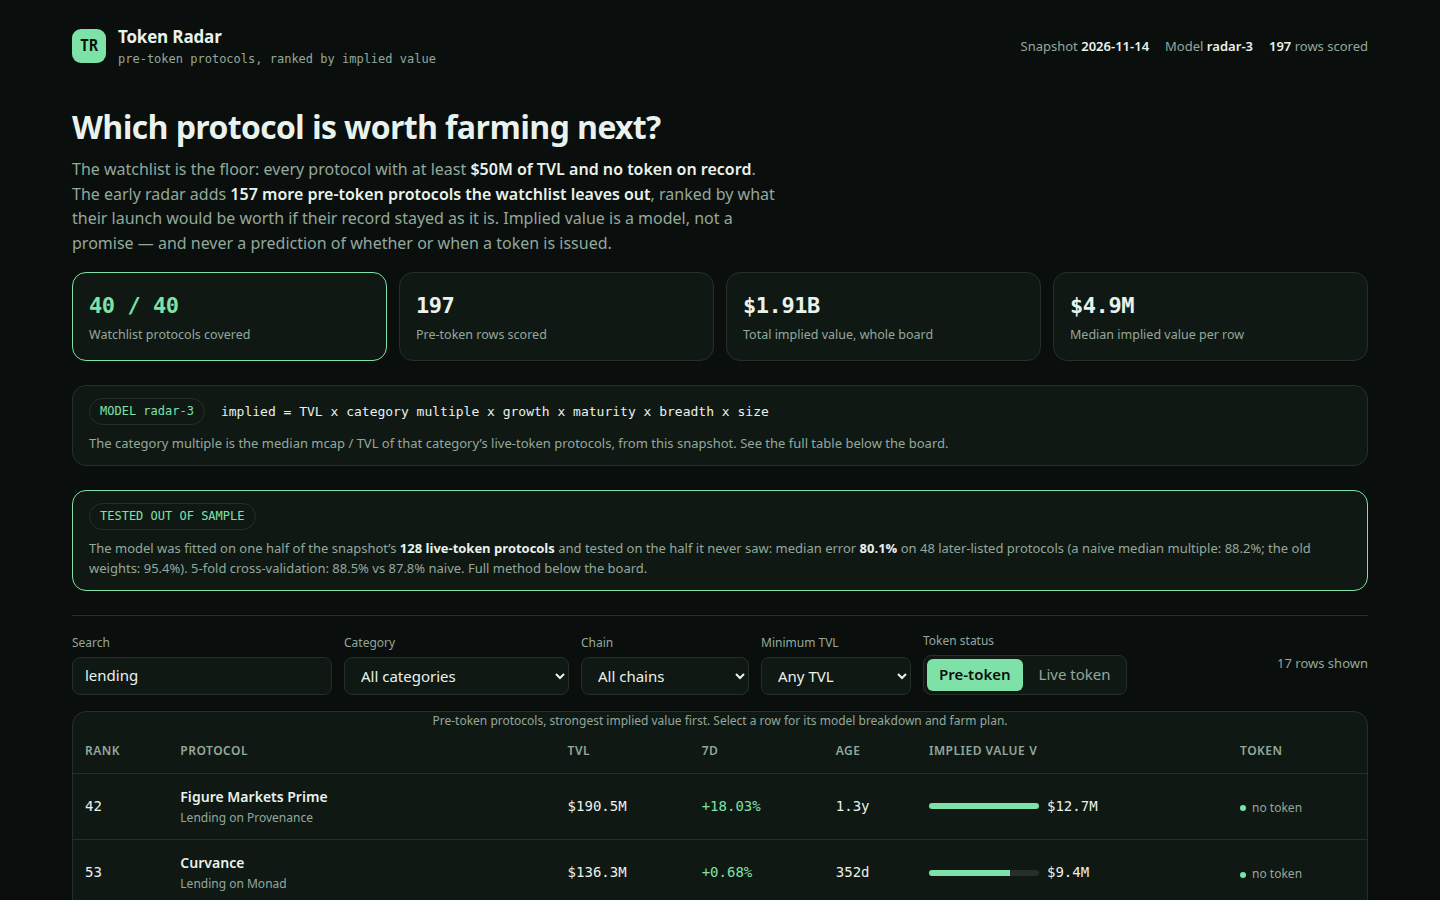 TR
Token Radar
pre-token protocols, ranked by implied value
Snapshot 2026-11-14 Model radar-3 197 rows scored
Which protocol is worth farming next?
The watchlist is the floor: every protocol with at least $50M of TVL and no token on record.
The early radar adds 157 more pre-token protocols the watchlist leaves out, ranked by what
their launch would be worth if their record stayed as it is. Implied value is a model, not a
promise — and never a prediction of whether or when a token is issued.
40 / 40
Watchlist protocols covered
197
Pre-token rows scored
$1.91B
Total implied value, whole board
$4.9M
Median implied value per row
MODEL radar-3 implied = TVL x category multiple x growth x maturity x breadth x size
The category multiple is the median mcap / TVL of that category’s live-token protocols, from this snapshot. See the full table below the board.
TESTED OUT OF SAMPLE
The model was fitted on one half of the snapshot’s 128 live-token protocols and tested on the half it never saw: median error 80.1% on 48 later-listed protocols (a naive median multiple: 88.2%; the old
weights: 95.4%). 5-fold cross-validation: 88.5% vs 87.8% naive. Full method below the board.
Search Category Chain Minimum TVL Token status
lending All categories All chains Any TVL Pre-token Live token 17 rows shown
Pre-token protocols, strongest implied value first. Select a row for its model breakdown and farm plan.
RANK PROTOCOL TVL 7D AGE IMPLIED VALUE V TOKEN
42 Figure Markets Prime $190.5M +18.03% 1.3y $12.7M no token
Lending on Provenance
53 Curvance $136.3M +0.68% 352d $9.4M no token
Lending on Monad